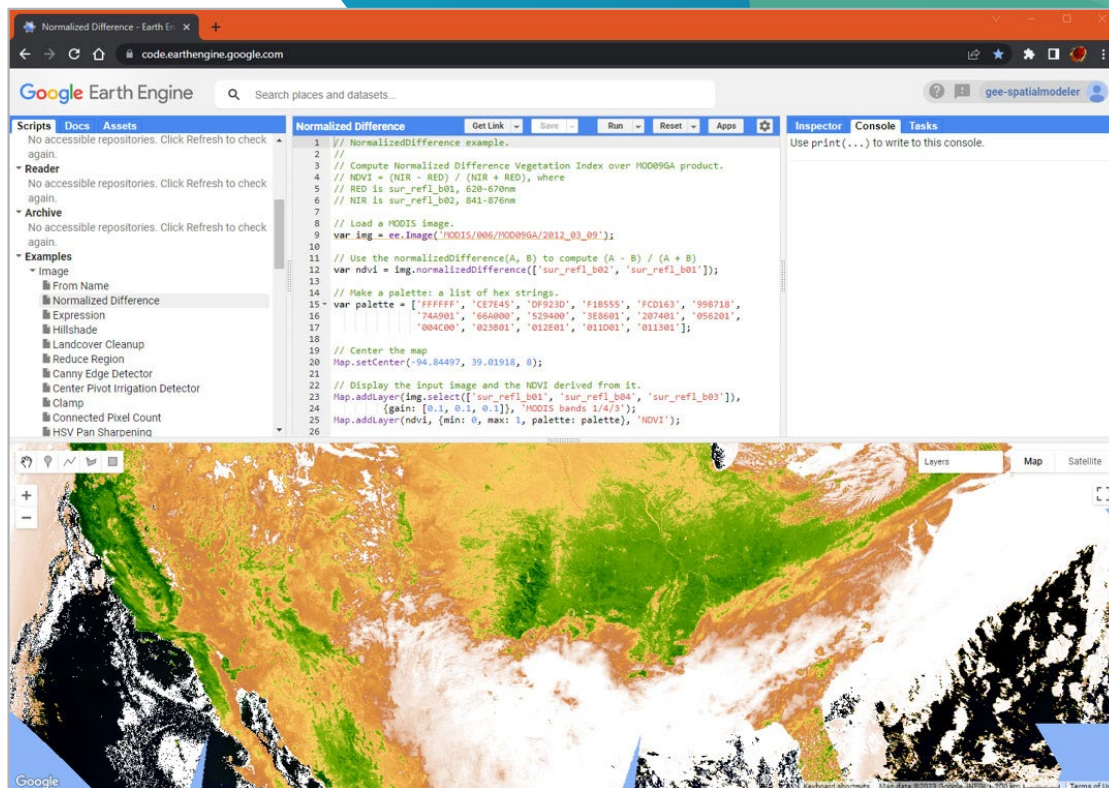 Normalized Difference - Earth En
code.earthengine.google.com
Google Earth Engine
Search places and datasets...
gee-spatialmodeler
Scripts Docs Assets
No accessible repositories. Click Refresh to check
again.
Reader
No accessible repositories. Click Refresh to check
again.
Archive
No accessible repositories. Click Refresh to check
again.
Examples
Image
From Name
Normalized Difference
Expression
Hillshade
Landcover Cleanup
Reduce Region
Canny Edge Detector
Center Pivot Irrigation Detector
Clamp
Connected Pixel Count
HSV Pan Sharpening
Normalized Difference Get Link Save Run Reset Apps
1 // NormalizedDifference example.
2 //
3 // Compute Normalized Difference Vegetation Index over MOD09GA product.
4 // NDVI = (NIR - RED) / (NIR + RED), where
5 // RED is sur_refl_b01, 620-670nm
6 // NIR is sur_refl_b02, 841-876nm
7
8 // Load a MODIS image.
9 var img = ee.Image('MODIS/006/MOD09GA/2012_03_09');
10
11 // Use the normalizedDifference(A, B) to compute (A - B) / (A + B)
12 var ndvi = img.normalizedDifference(['sur_refl_b02', 'sur_refl_b01']);
13
14 // Make a palette: a list of hex strings.
15 var palette = ['FFFFFF', 'CE7E45', 'DF923D', 'F1B555', 'FCD163', '99B718',
16 '74A901', '66A000', '529400', '3E8601', '207401', '056201',
17 '004C00', '023B01', '012E01', '011D01', '011301'];
18
19 // Center the map
20 Map.setCenter(-94.84497, 39.01918, 8);
21
22 // Display the input image and the NDVI derived from it.
23 Map.addLayer(img.select(['sur_refl_b01', 'sur_refl_b04', 'sur_refl_b03']),
24 {gain: [0.1, 0.1, 0.1]}, 'MODIS bands 1/4/3');
25 Map.addLayer(ndvi, {min: 0, max: 1, palette: palette}, 'NDVI');
26
Inspector Console Tasks
Use print(...) to write to this console.
Layers Map Satellite
Google
Keyboard shortcuts Map data ©2023 Google, INEGI 200 km Terms of U